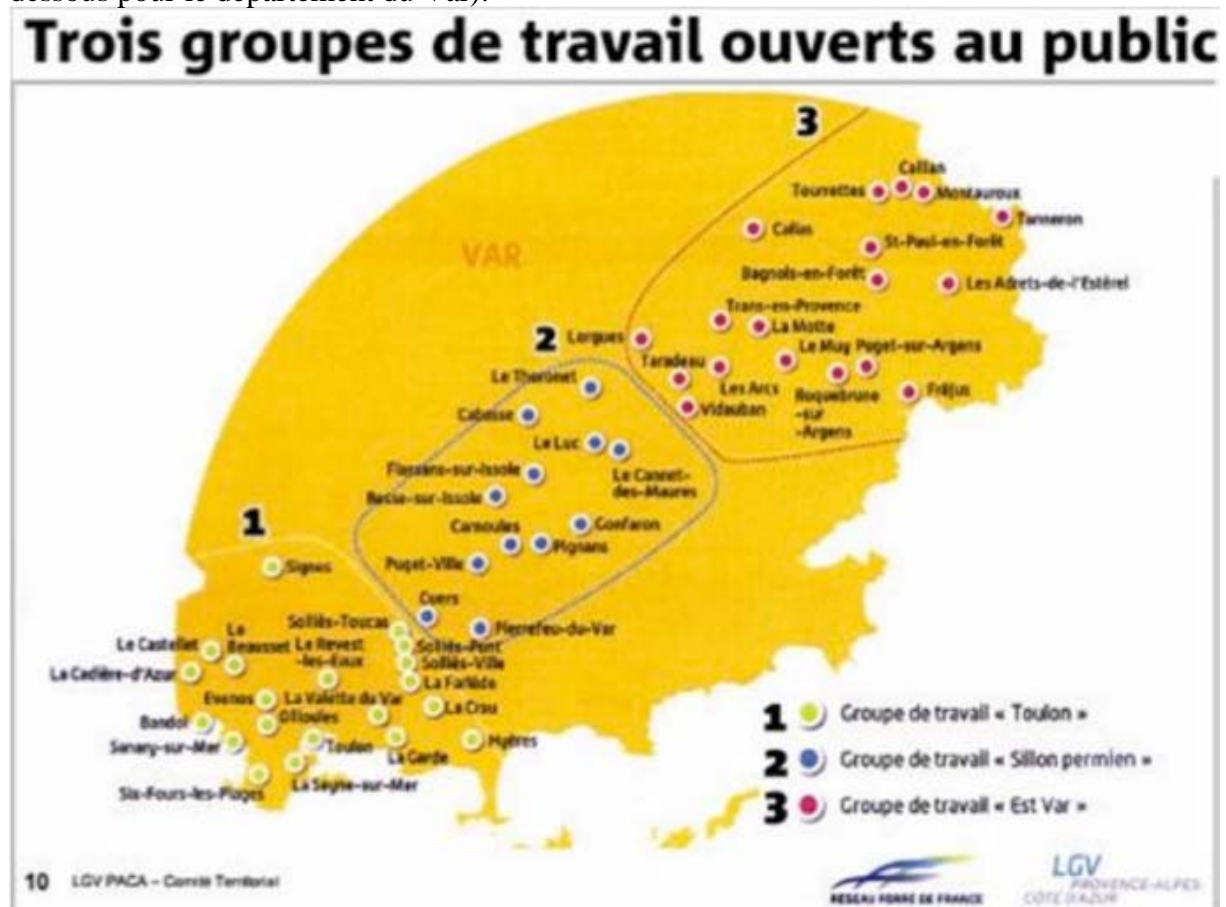 dessous pour le département du Var).
Trois groupes de travail ouverts au public
3
Callian
Tourrettes
Montauroux
Tanneron
Callas
St-Paul-en-Forêt
VAR
Bagnols-en-Forêt
Les Adrets-de-l'Estérel
Trans-en-Provence
La Motte
2
Lorgues
Le Muy
Puget-sur-Argens
Taradeau
Les Arcs
Roquebrune
-sur
-Argens
Fréjus
Vidauban
Le Thoronet
Cabasse
Le Luc
Le Cannet-
des-Maures
Flassans-sur-Issole
Besse-sur-Issole
Carnoules
Gonfaron
Pignans
Puget-Ville
1
Signes
Cuers
Pierrefeu-du-Var
Solliès-Toucas
Solliès-Pont
Solliès-Ville
Le Castellet
Le
Beausset
Le Revest
-les-Eaux
La Cadière-d'Azur
La Farlède
Evenos
La Valette du Var
La Crau
Bandol
Ollioules
Sanary-sur-Mer
Toulon
La Garde
Hyères
Six-Fours-les-Plages
La Seyne-sur-Mer
1 Groupe de travail « Toulon »
2 Groupe de travail « Sillon permien »
3 Groupe de travail « Est Var »
10 LGV PACA – Comité Territorial
RESEAU FERRE DE FRANCE
LGV
PROVENCE-ALPES
CÔTE D'AZUR